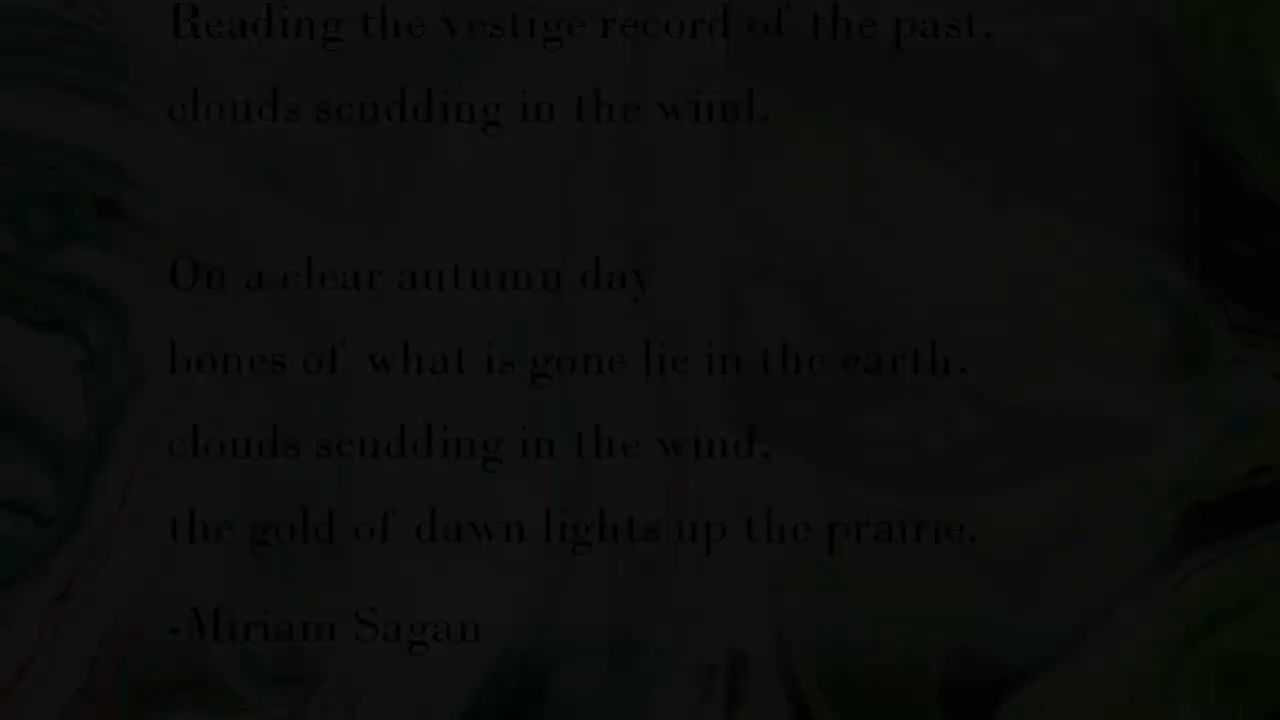 Reading the vestige record of the past.
clouds scudding in the wind.
On a clear autumn day
bones of what is gone lie in the earth.
clouds scudding in the wind.
the gold of dawn lights up the prairie.
-Miriam Sagan